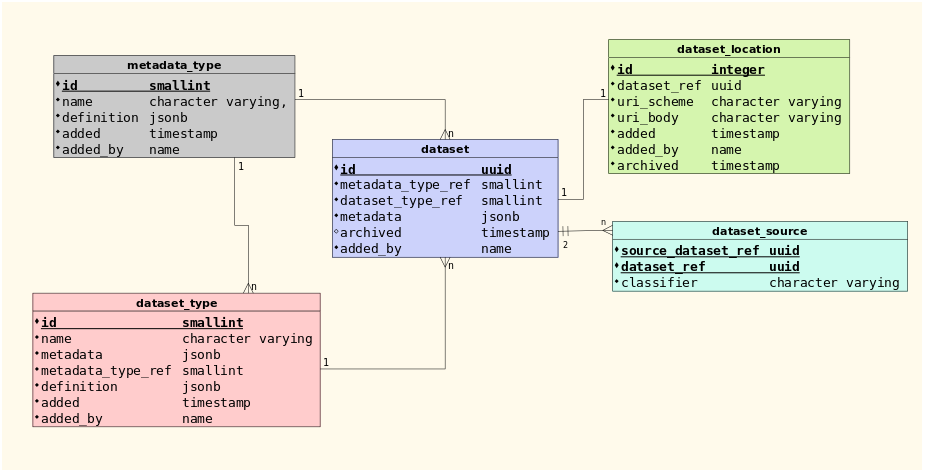 metadata_type
id smallint
name character varying,
definition jsonb
added timestamp
added_by name
1
1
n
dataset
id uuid
metadata_type_ref smallint
dataset_type_ref smallint
metadata jsonb
archived timestamp
added_by name
1
2
n
n
dataset_location
id integer
dataset_ref uuid
uri_scheme character varying
uri_body character varying
added timestamp
added_by name
archived timestamp
1
dataset_source
source_dataset_ref uuid
dataset_ref uuid
classifier character varying
n
dataset_type
id smallint
name character varying
metadata jsonb
metadata_type_ref smallint
definition jsonb
added timestamp
added_by name
1